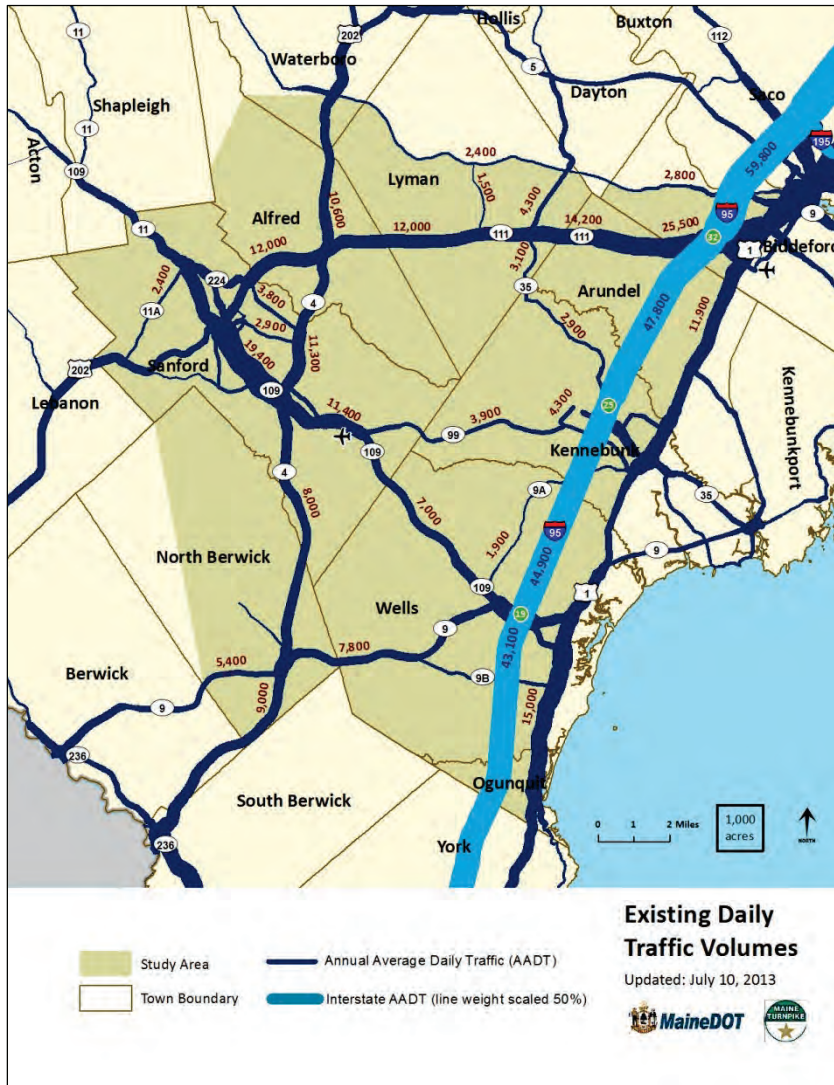 Hollis
Buxton
11
202
112
Waterboro
5
Shapleigh
Dayton
Saco
11
Acton
109
59,800
195
2,400
Lyman
2,800
1,500
4,300
10,600
95
11
Alfred
12,000
14,200
25,500
9
12,000
111
111
32
1
Biddeford
3,100
224
2,400
3,800
35
Arundel
47,800
11,900
11A
4
2,900
2,900
11,300
19,400
Sanford
202
109
25
Lebanon
11,400
3,900
4,300
99
Kennebunk
Kennebunkport
109
4
9A
35
8,000
7,000
95
1,900
44,900
9
North Berwick
109
1
19
Wells
9
43,100
7,800
5,400
9B
Berwick
15,000
9,000
9
236
Ogunquit
South Berwick
1,000
acres
0 1 2 Miles
NORTH
236
York
Existing Daily
Traffic Volumes
Updated: July 10, 2013
Study Area
Annual Average Daily Traffic (AADT)
Town Boundary
Interstate AADT (line weight scaled 50%)
MaineDOT
MAINE
TURNPIKE